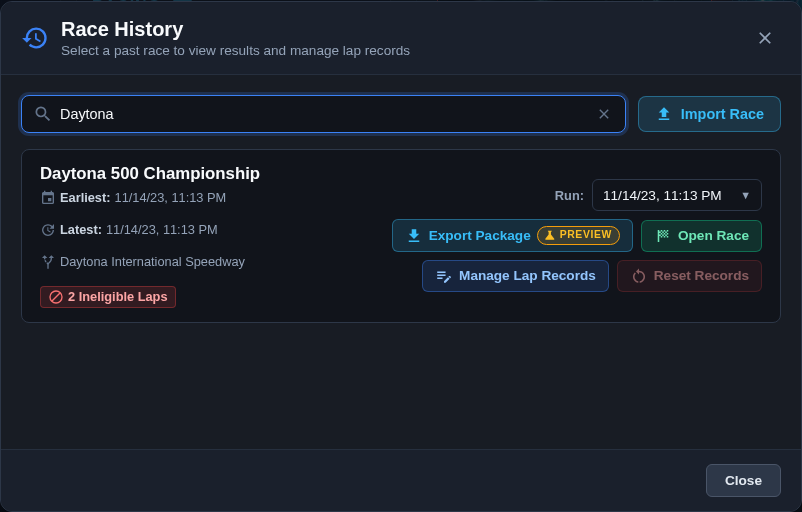 Race History
Select a past race to view results and manage lap records
Daytona
Import Race
Daytona 500 Championship
Earliest: 11/14/23, 11:13 PM
Latest: 11/14/23, 11:13 PM
Daytona International Speedway
2 Ineligible Laps
Run: 11/14/23, 11:13 PM
Export Package PREVIEW
Open Race
Manage Lap Records
Reset Records
Close